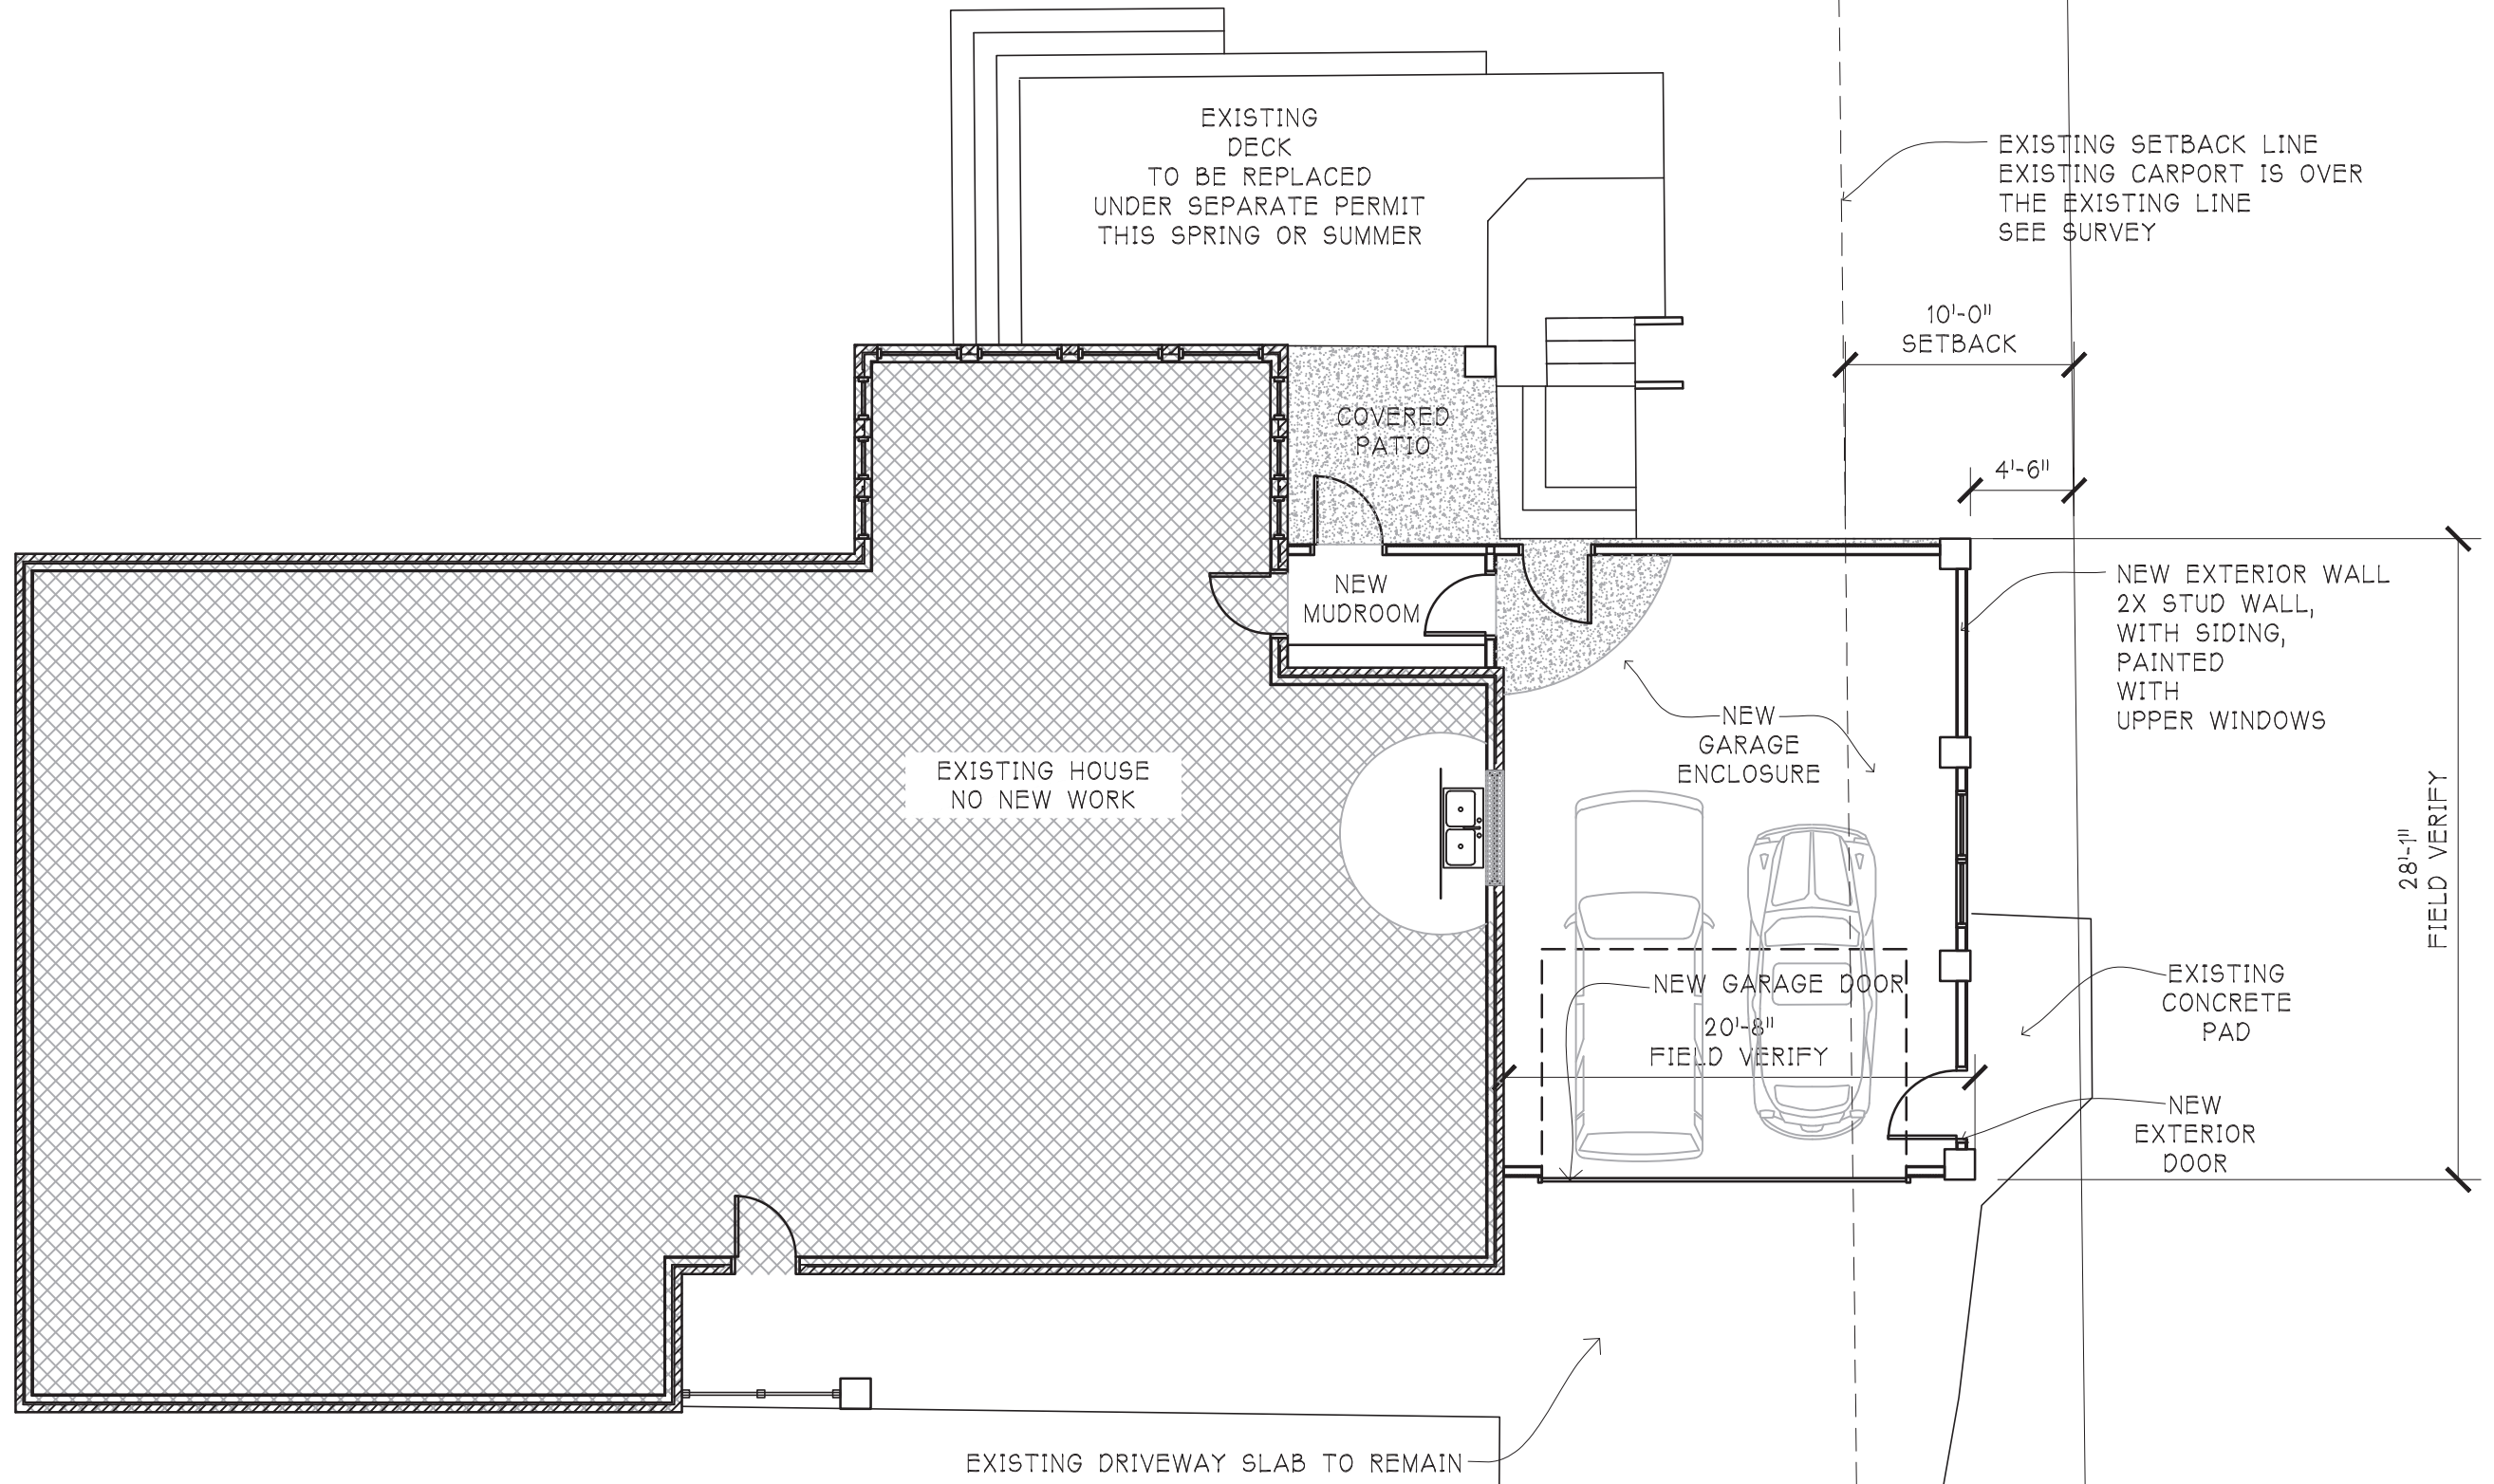 EXISTING
DECK
TO BE REPLACED
UNDER SEPARATE PERMIT
THIS SPRING OR SUMMER
EXISTING SETBACK LINE
EXISTING CARPORT IS OVER
THE EXISTING LINE
SEE SURVEY
10'-0"
SETBACK
COVERED
PATIO
4'-6"
NEW
MUDROOM
NEW EXTERIOR WALL
2X STUD WALL,
WITH SIDING,
PAINTED
WITH
UPPER WINDOWS
NEW
GARAGE
ENCLOSURE
EXISTING HOUSE
NO NEW WORK
28'-1"
FIELD VERIFY
NEW GARAGE DOOR
20'-8"
FIELD VERIFY
EXISTING
CONCRETE
PAD
NEW
EXTERIOR
DOOR
EXISTING DRIVEWAY SLAB TO REMAIN